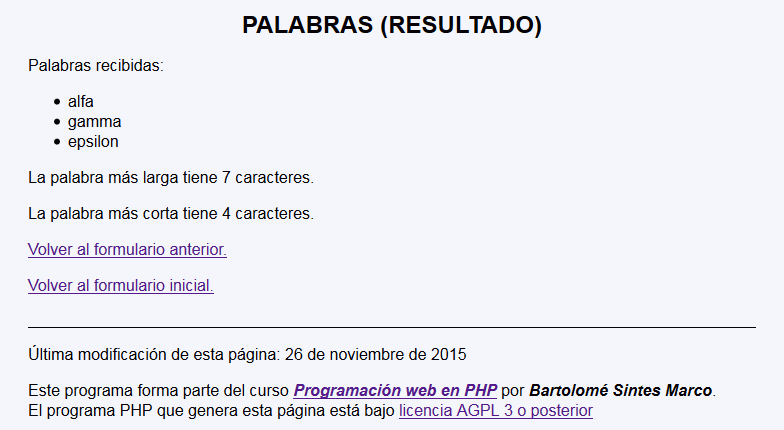 PALABRAS (RESULTADO)
Palabras recibidas:
alfa
gamma
epsilon
La palabra más larga tiene 7 caracteres.
La palabra más corta tiene 4 caracteres.
Volver al formulario anterior.
Volver al formulario inicial.
Última modificación de esta página: 26 de noviembre de 2015
Este programa forma parte del curso Programación web en PHP por Bartolomé Sintes Marco.
El programa PHP que genera esta página está bajo licencia AGPL 3 o posterior